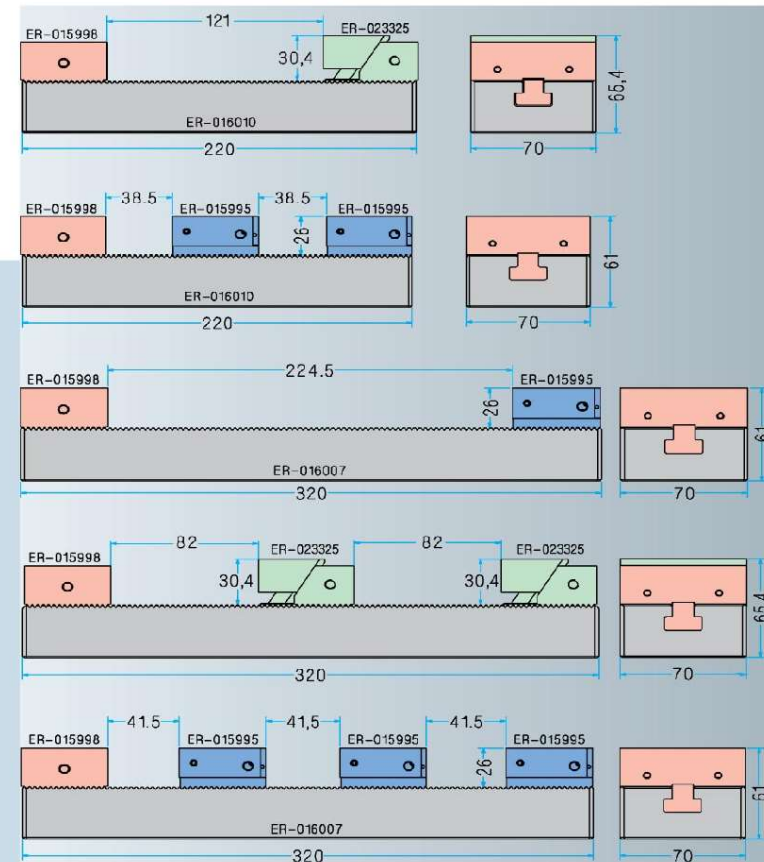 121
ER-015998 ER-023325
30,4
65,4
ER-016010
220 70
ER-015998 38.5 ER-015995 38.5 ER-015995
26
61
ER-016010
220 70
224.5
ER-015998 ER-015995
26
61
ER-016007
320 70
82 82
ER-015998 ER-023325 ER-023325
30,4 30,4
65,4
320 70
41.5 41,5 41.5
ER-015998 ER-015995 ER-015995 ER-015995
26
61
ER-016007
320 70